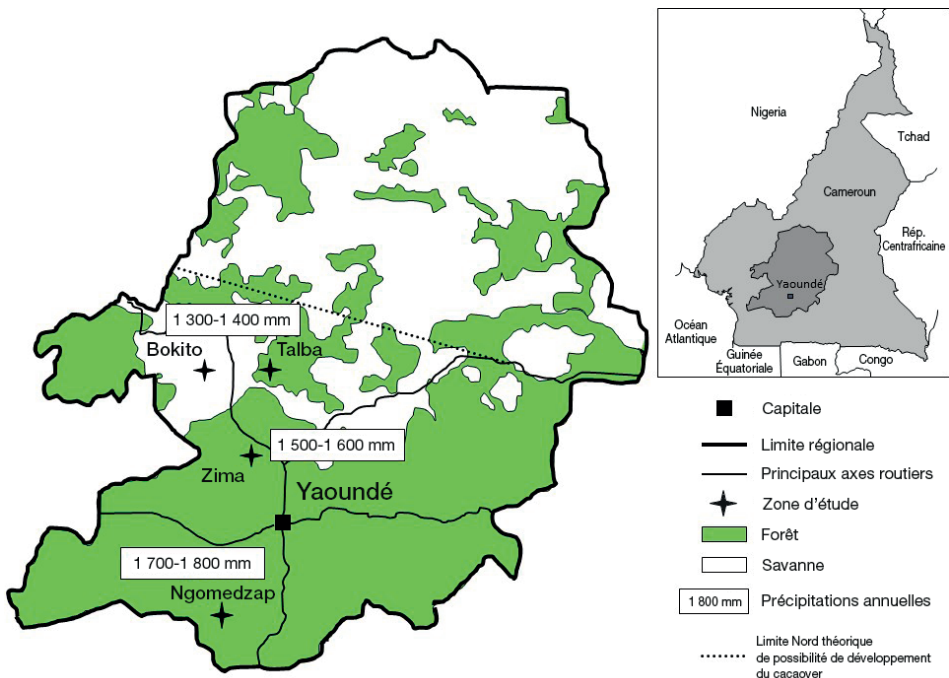 1 300-1 400 mm
Bokito
Talba
1 500-1 600 mm
Zima
Yaoundé
1 700-1 800 mm
Ngomedzap
Nigeria
Tchad
Cameroun
Rép.
Centrafricaine
Yaoundé
Océan
Atlantique
Guinée
Équatoriale
Gabon
Congo
Capitale
Limite régionale
Principaux axes routiers
Zone d'étude
Forêt
Savanne
1 800 mm
Précipitations annuelles
Limite Nord théorique
de possibilité de développement
du cacaoyer